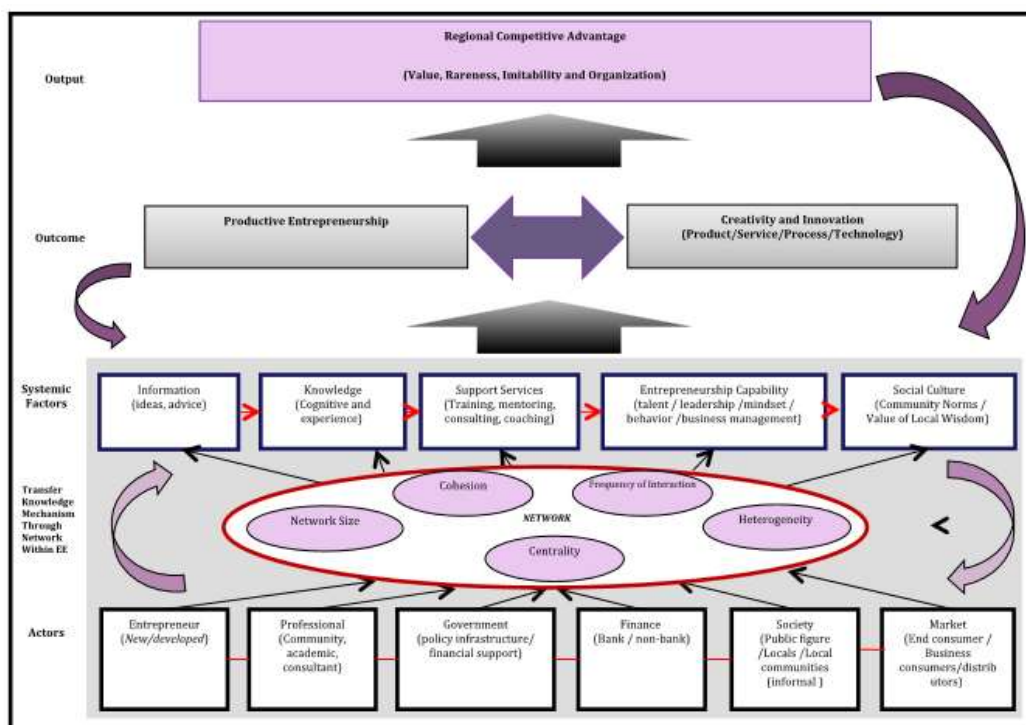 Regional Competitive Advantage
(Value, Rareness, Imitability and Organization)
Output
Productive Entrepreneurship
Creativity and Innovation
(Product/Service/Process/Technology)
Outcome
Systemic
Factors
Information
(ideas, advice)
Knowledge
(Cognitive and
experience)
Support Services
(Training, mentoring,
consulting, coaching)
Entrepreneurship Capability
(talent / leadership /mindset /
behavior /business management)
Social Culture
(Community Norms /
Value of Local Wisdom)
Transfer
Knowledge
Mechanism
Through
Network
Within EE
Cohesion
Frequency of Interaction
Network Size
NETWORK
Heterogeneity
Centrality
Actors
Entrepreneur
(New/developed)
Professional
(Community,
academic,
consultant)
Government
(policy infrastructure/
financial support)
Finance
(Bank / non-bank)
Society
(Public figure
/Locals /Local
communities
(informal )
Market
(End consumer /
Business
consumers/distrib
utors)